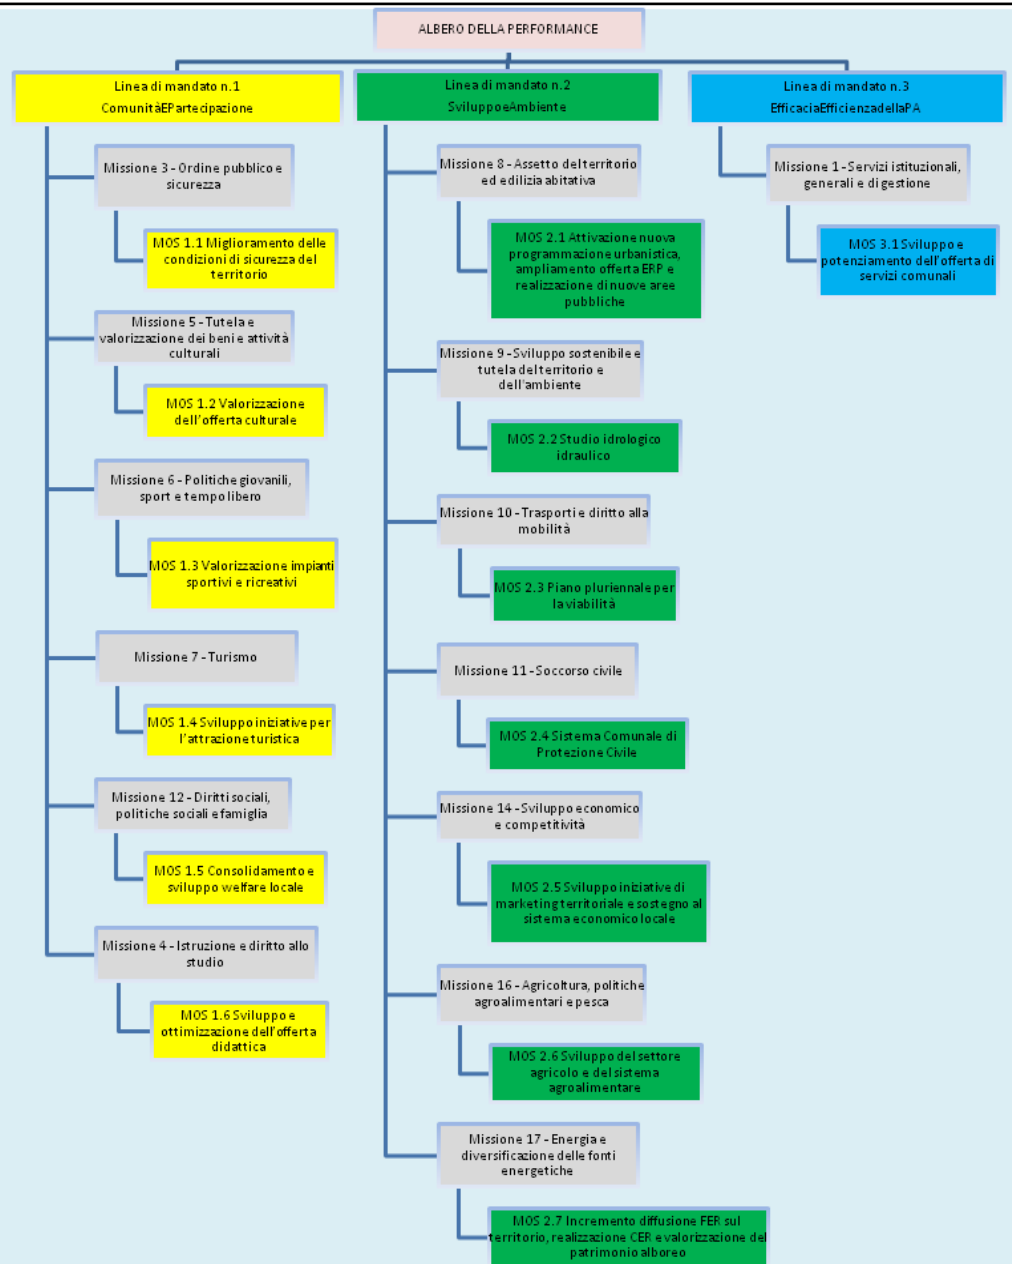 ALBERO DELLA PERFORMANCE
Linea di mandato n.1
ComunitàEPartecipazione
Missione 3 - Ordine pubblico e
sicurezza
MOS 1.1 Miglioramento delle
condizioni di sicurezza del
territorio
Missione 5 - Tutela e
valorizzazione dei beni e attività
culturali
MOS 1.2 Valorizzazione
dell'offerta culturale
Missione 6 - Politiche giovanili,
sport e tempo libero
MOS 1.3 Valorizzazione impianti
sportivi e ricreativi
Missione 7 - Turismo
MOS 1.4 Sviluppo iniziative per
l'attrazione turistica
Missione 12 - Diritti sociali,
politiche sociali e famiglia
MOS 1.5 Consolidamento e
sviluppo welfare locale
Missione 4 - Istruzione e diritto allo
studio
MOS 1.6 Sviluppo e
ottimizzazione dell'offerta
didattica
Linea di mandato n.2
SviluppoeAmbiente
Missione 8 - Assetto del territorio
ed edilizia abitativa
MOS 2.1 Attivazione nuova
programmazione urbanistica,
ampliamento offerta ERP e
realizzazione di nuove aree
pubbliche
Missione 9 - Sviluppo sostenibile e
tutela del territorio e
dell'ambiente
MOS 2.2 Studio idrologico
idraulico
Missione 10 - Trasporti e diritto alla
mobilità
MOS 2.3 Piano pluriennale per
la viabilità
Missione 11 - Soccorso civile
MOS 2.4 Sistema Comunale di
Protezione Civile
Missione 14 - Sviluppo economico
e competitività
MOS 2.5 Sviluppo iniziative di
marketing territoriale e sostegno al
sistema economico locale
Missione 16 - Agricoltura, politiche
agroalimentari e pesca
MOS 2.6 Sviluppo del settore
agricolo e del sistema
agroalimentare
Missione 17 - Energia e
diversificazione delle fonti
energetiche
MOS 2.7 Incremento diffusione FER sul
territorio, realizzazione CER e valorizzazione del
patrimonio alboreo
Linea di mandato n.3
EfficaciaEfficienzadellaPA
Missione 1 - Servizi istituzionali,
generali e di gestione
MOS 3.1 Sviluppo e
potenziamento dell'offerta di
servizi comunali